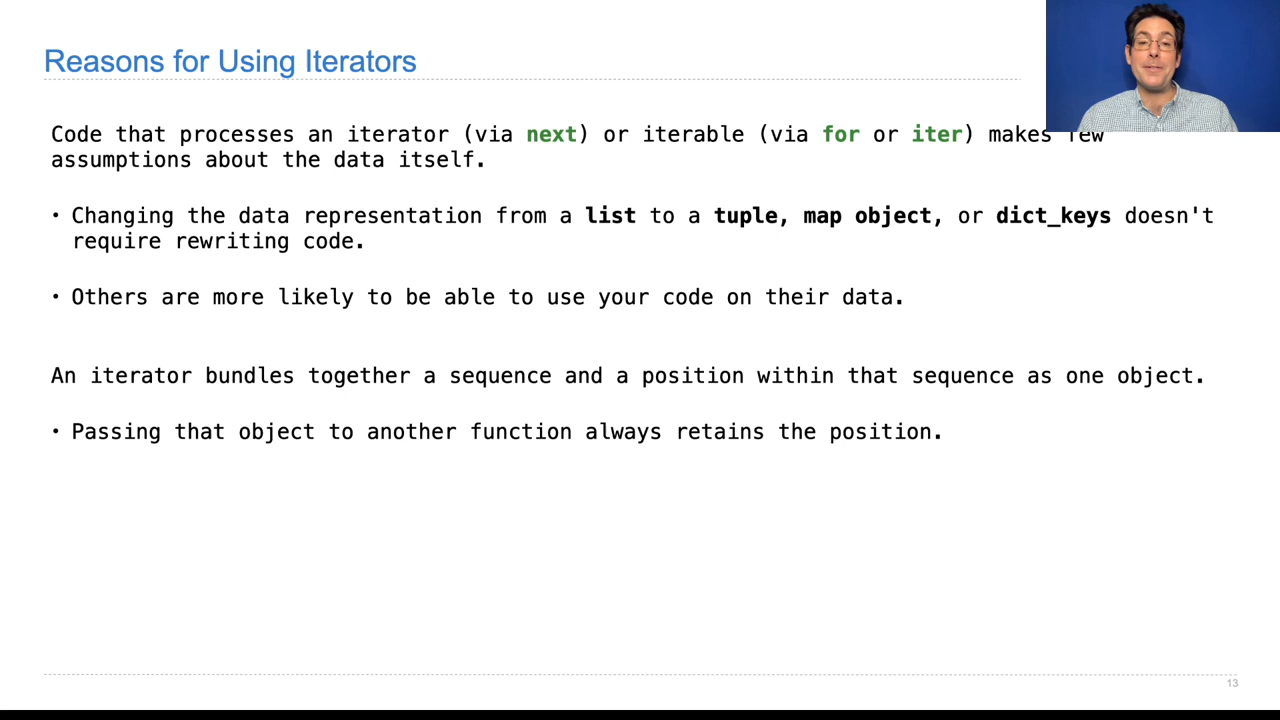 Reasons for Using Iterators
Code that processes an iterator (via next) or iterable (via for or iter) makes few
assumptions about the data itself.
• Changing the data representation from a list to a tuple, map object, or dict_keys doesn't
require rewriting code.
• Others are more likely to be able to use your code on their data.
An iterator bundles together a sequence and a position within that sequence as one object.
• Passing that object to another function always retains the position.
13